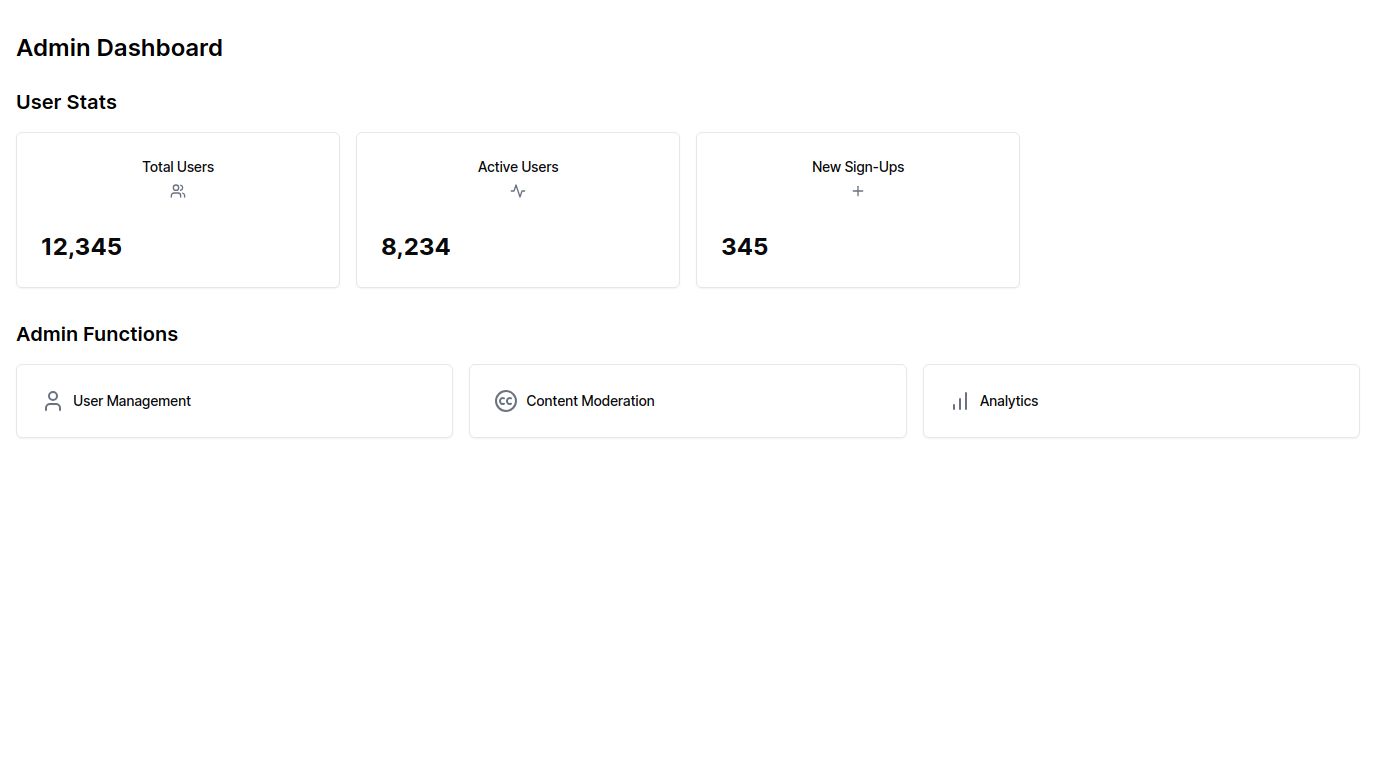 Admin Dashboard
User Stats
Total Users
12,345
Active Users
8,234
New Sign-Ups
345
Admin Functions
User Management
Content Moderation
Analytics